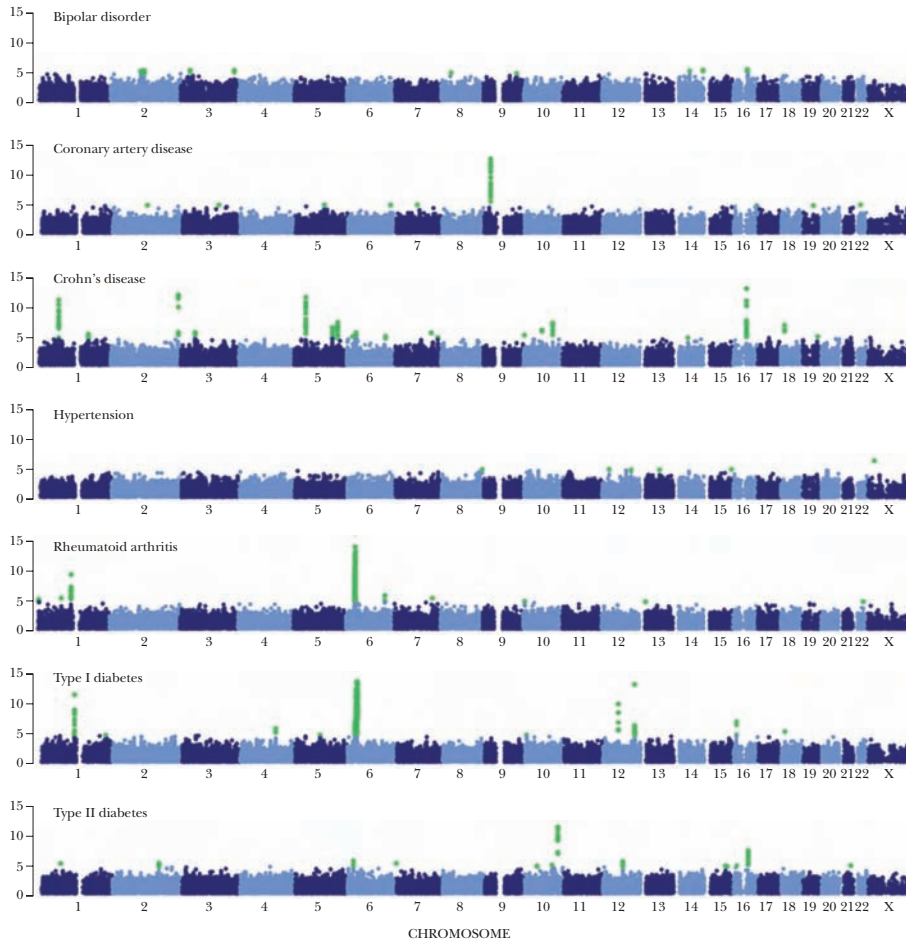 15
Bipolar disorder
10
5
0
1 2 3 4 5 6 7 8 9 10 11 12 13 14 15 16 17 18 19 20 21 22 X
15
Coronary artery disease
10
5
0
1 2 3 4 5 6 7 8 9 10 11 12 13 14 15 16 17 18 19 20 21 22 X
15
Crohn's disease
10
5
0
1 2 3 4 5 6 7 8 9 10 11 12 13 14 15 16 17 18 19 20 21 22 X
15
Hypertension
10
5
0
1 2 3 4 5 6 7 8 9 10 11 12 13 14 15 16 17 18 19 20 21 22 X
15
Rheumatoid arthritis
10
5
0
1 2 3 4 5 6 7 8 9 10 11 12 13 14 15 16 17 18 19 20 21 22 X
15
Type I diabetes
10
5
0
1 2 3 4 5 6 7 8 9 10 11 12 13 14 15 16 17 18 19 20 21 22 X
15
Type II diabetes
10
5
0
1 2 3 4 5 6 7 8 9 10 11 12 13 14 15 16 17 18 19 20 21 22 X
CHROMOSOME